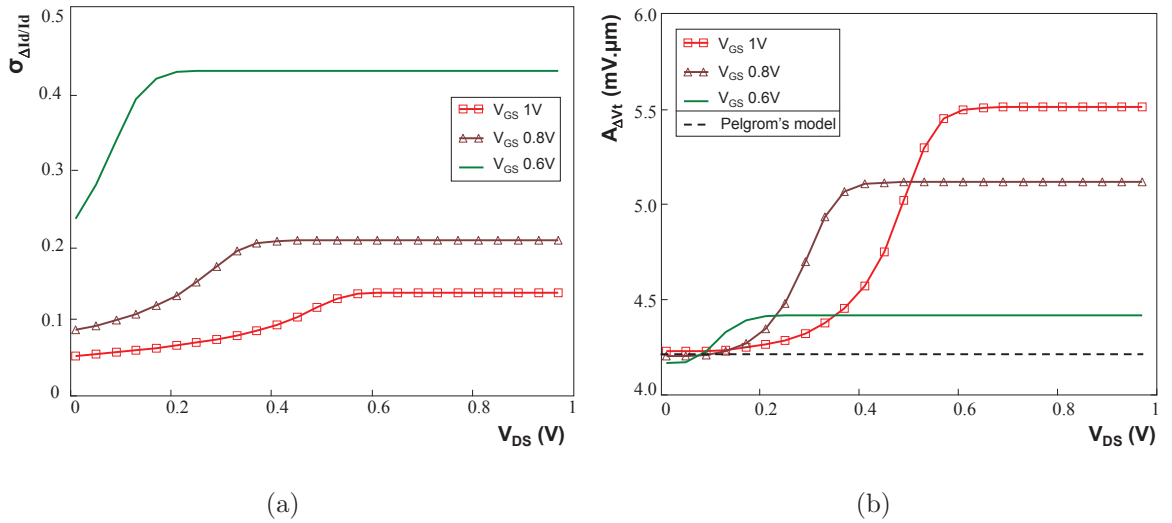 (a)
σΔId/Id
0.5
0.4
0.3
0.2
0.1
0
0
0.2
0.4
0.6
0.8
1
VDS (V)
VGS 1V
VGS 0.8V
VGS 0.6V
(b)
AΔVt (mV.µm)
6.0
5.5
5.0
4.5
4.0
0
0.2
0.4
0.6
0.8
1
VDS (V)
VGS 1V
VGS 0.8V
VGS 0.6V
Pelgrom's model